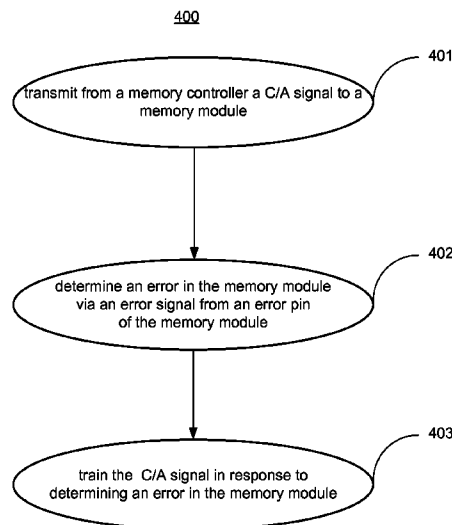 400
401
transmit from a memory controller a C/A signal to a
memory module
402
determine an error in the memory module
via an error signal from an error pin
of the memory module
403
train the C/A signal in response to
determining an error in the memory module